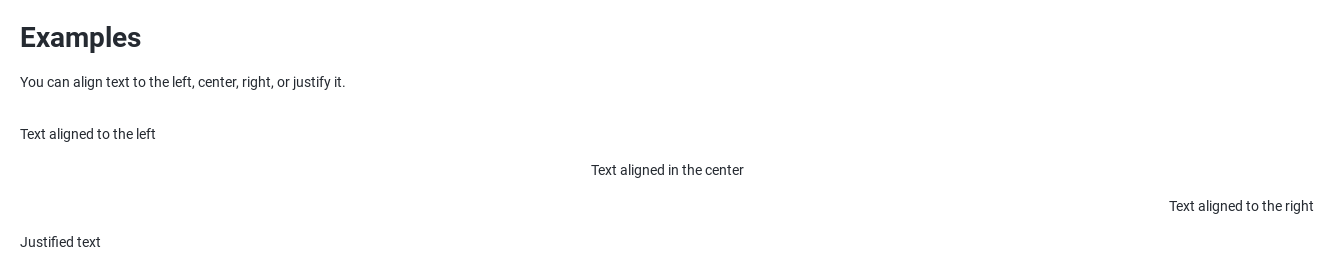 Examples
You can align text to the left, center, right, or justify it.
Text aligned to the left
Text aligned in the center
Text aligned to the right
Justified text